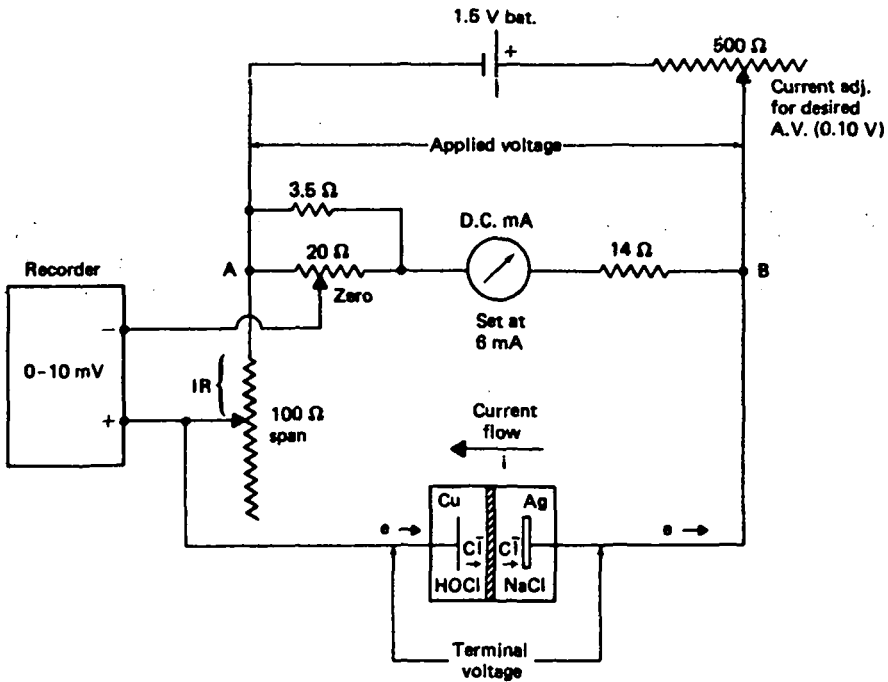 1.5 V bat.
+
500 Ω
Current adj.
for desired
A.V. (0.10 V)
Applied voltage
3.5 Ω
D.C. mA
20 Ω
14 Ω
A
B
Zero
Recorder
Set at
6 mA
−
0-10 mV
IR
+
100 Ω
span
Current
flow
i
Cu
Ag
e →
e →
Cl̄
Cl̄
HOCl
NaCl
Terminal
voltage